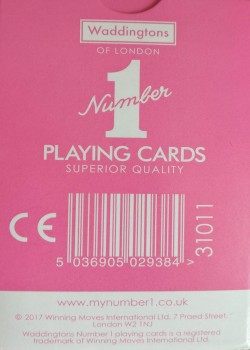 Waddingtons
OF LONDON
Number
1
PLAYING CARDS
SUPERIOR QUALITY
CE
31011
5 036905 029384 >
www.mynumber1.co.uk
© 2017 Winning Moves International Ltd, 7 Praed Street,
London W2 1NJ
Waddingtons Number 1 playing cards is a registered
trademark of Winning Moves International Ltd.